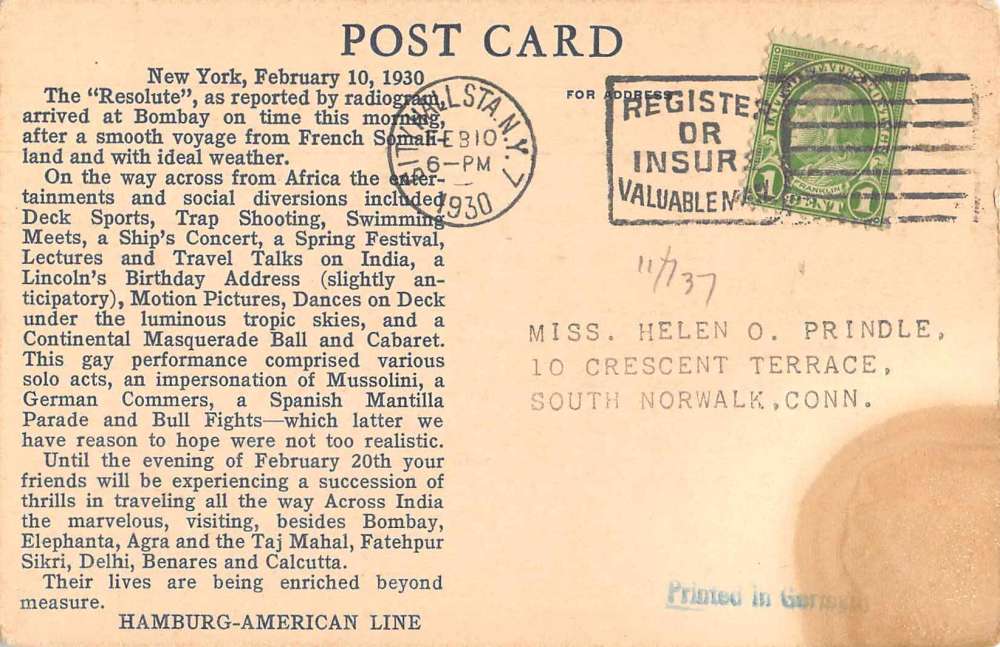 POST CARD
New York, February 10, 1930
The “Resolute”, as reported by radiogram,
arrived at Bombay on time this morning,
after a smooth voyage from French Somali-
land and with ideal weather.
On the way across from Africa the enter-
tainments and social diversions included
Deck Sports, Trap Shooting, Swimming
Meets, a Ship's Concert, a Spring Festival,
Lectures and Travel Talks on India, a
Lincoln's Birthday Address (slightly an-
ticipatory), Motion Pictures, Dances on Deck
under the luminous tropic skies, and a
Continental Masquerade Ball and Cabaret.
This gay performance comprised various
solo acts, an impersonation of Mussolini, a
German Commers, a Spanish Mantilla
Parade and Bull Fights—which latter we
have reason to hope were not too realistic.
Until the evening of February 20th your
friends will be experiencing a succession of
thrills in traveling all the way Across India
the marvelous, visiting, besides Bombay,
Elephanta, Agra and the Taj Mahal, Fatehpur
Sikri, Delhi, Benares and Calcutta.
Their lives are being enriched beyond
measure.
HAMBURG-AMERICAN LINE
HALL STA. N.Y. 7
FEB 10
6-PM
1930
FOR ADDRESS
REGISTER
OR
INSURE
VALUABLE MAIL
1 FRANKLIN 1
CENT
11/7 37
MISS. HELEN O. PRINDLE,
10 CRESCENT TERRACE,
SOUTH NORWALK, CONN.
Printed in Germany